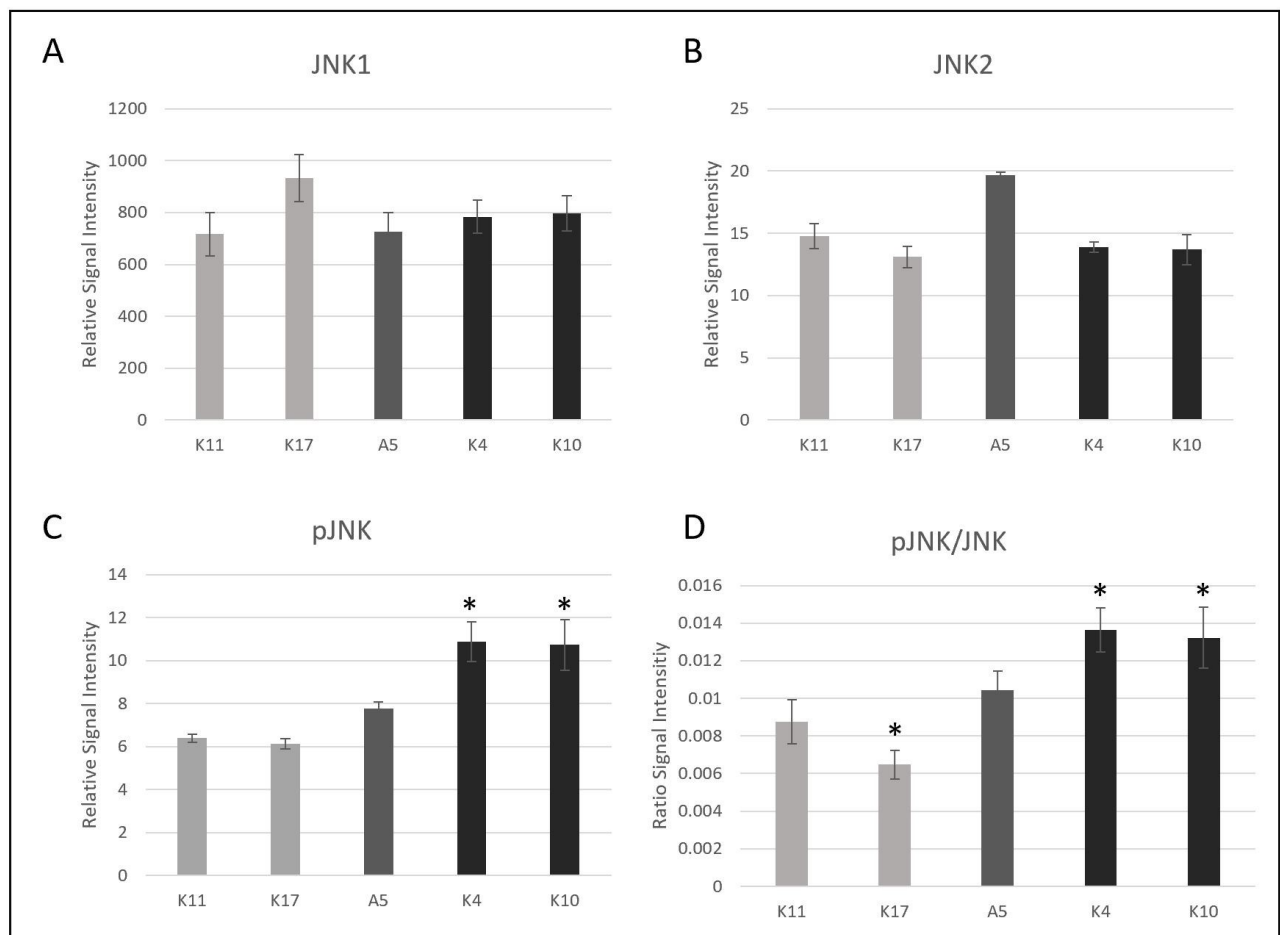 A
JNK1
Relative Signal Intensity
1200
1000
800
600
400
200
0
K11 K17 A5 K4 K10
B
JNK2
Relative Signal Intensity
25
20
15
10
5
0
K11 K17 A5 K4 K10
C
pJNK
Relative Signal Intensity
14
12
10
8
6
4
2
0
* *
K11 K17 A5 K4 K10
D
pJNK/JNK
Ratio Signal Intensitiy
0.016
0.014
0.012
0.01
0.008
0.006
0.004
0.002
0
* * *
K11 K17 A5 K4 K10